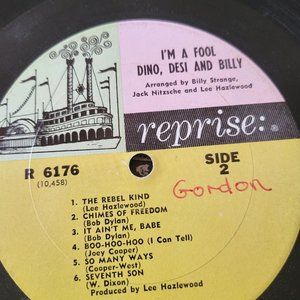 I'M A FOOL
DINO, DESI AND BILLY
Arranged by Billy Strange,
Jack Nitzsche and Lee Hazlewood
reprise:
R 6176
(10,458)
SIDE
2
Gordon
1. THE REBEL KIND
(Lee Hazlewood)
2. CHIMES OF FREEDOM
(Bob Dylan)
3. IT AIN'T ME, BABE
(Bob Dylan)
4. BOO-HOO-HOO (I Can Tell)
(Joey Cooper)
5. SO MANY WAYS
(Cooper-West)
6. SEVENTH SON
(W. Dixon)
Produced by Lee Hazlewood